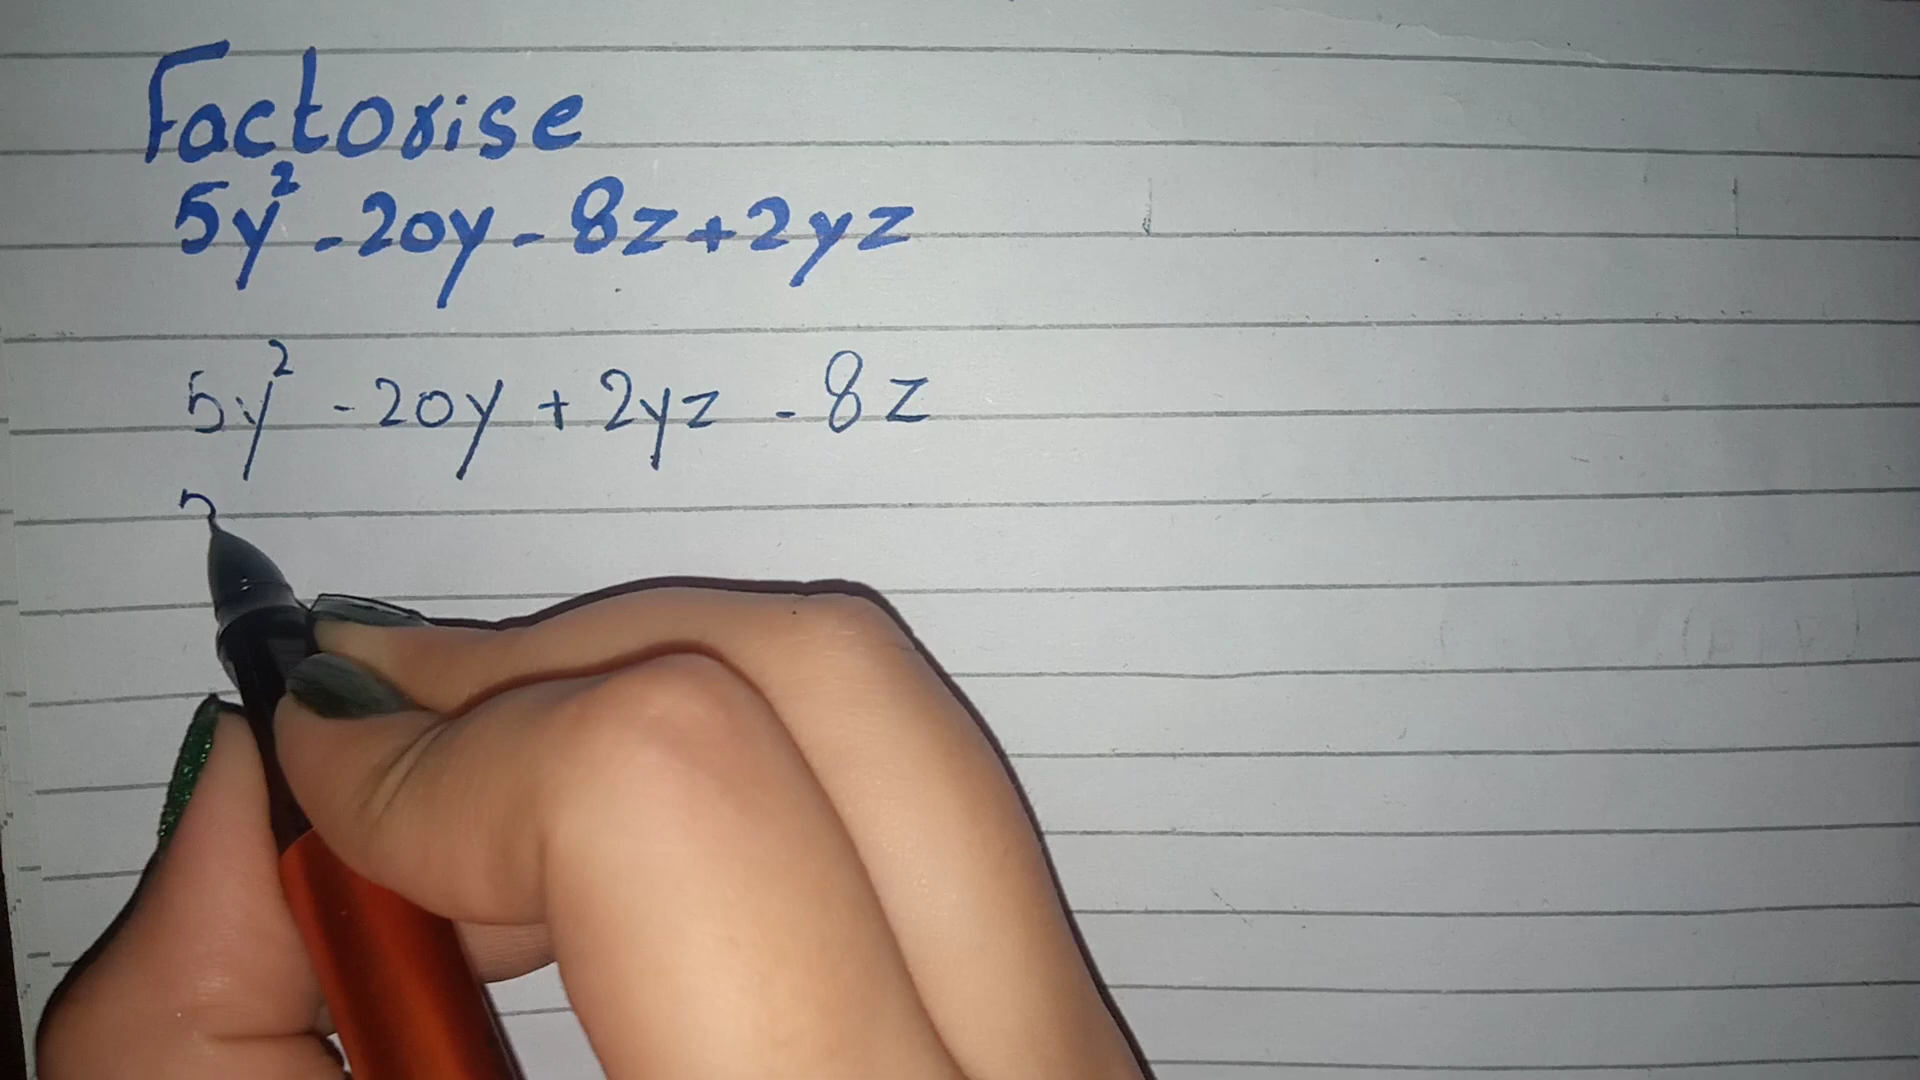 Factorise
5y² - 20y - 8z + 2yz
5y² - 20y + 2yz - 8z